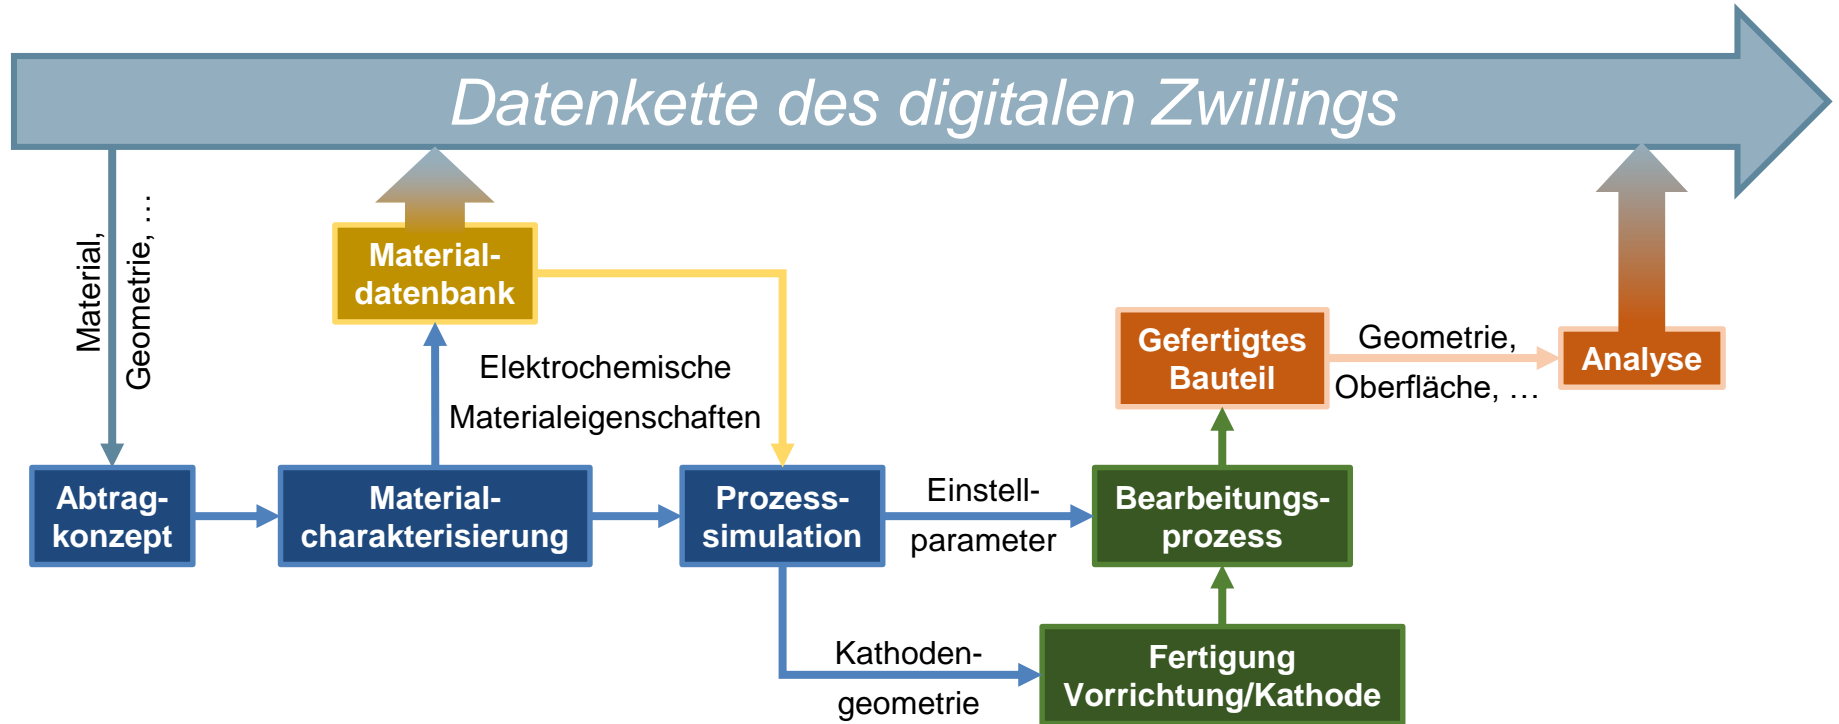 Datenkette des digitalen Zwillings
Material,
Geometrie, …
Material-
datenbank
Elektrochemische
Materialeigenschaften
Gefertigtes
Bauteil
Geometrie,
Oberfläche, …
Analyse
Abtrag-
konzept
Material-
charakterisierung
Prozess-
simulation
Einstell-
parameter
Bearbeitungs-
prozess
Kathoden-
geometrie
Fertigung
Vorrichtung/Kathode